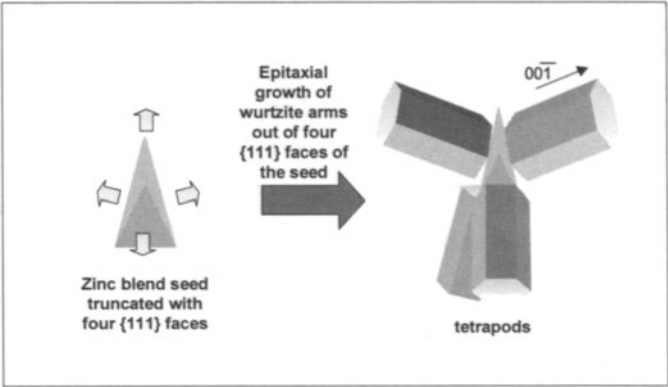 Epitaxial
growth of
wurtzite arms
out of four
{111} faces of
the seed
001̅
Zinc blend seed
truncated with
four {111} faces
tetrapods